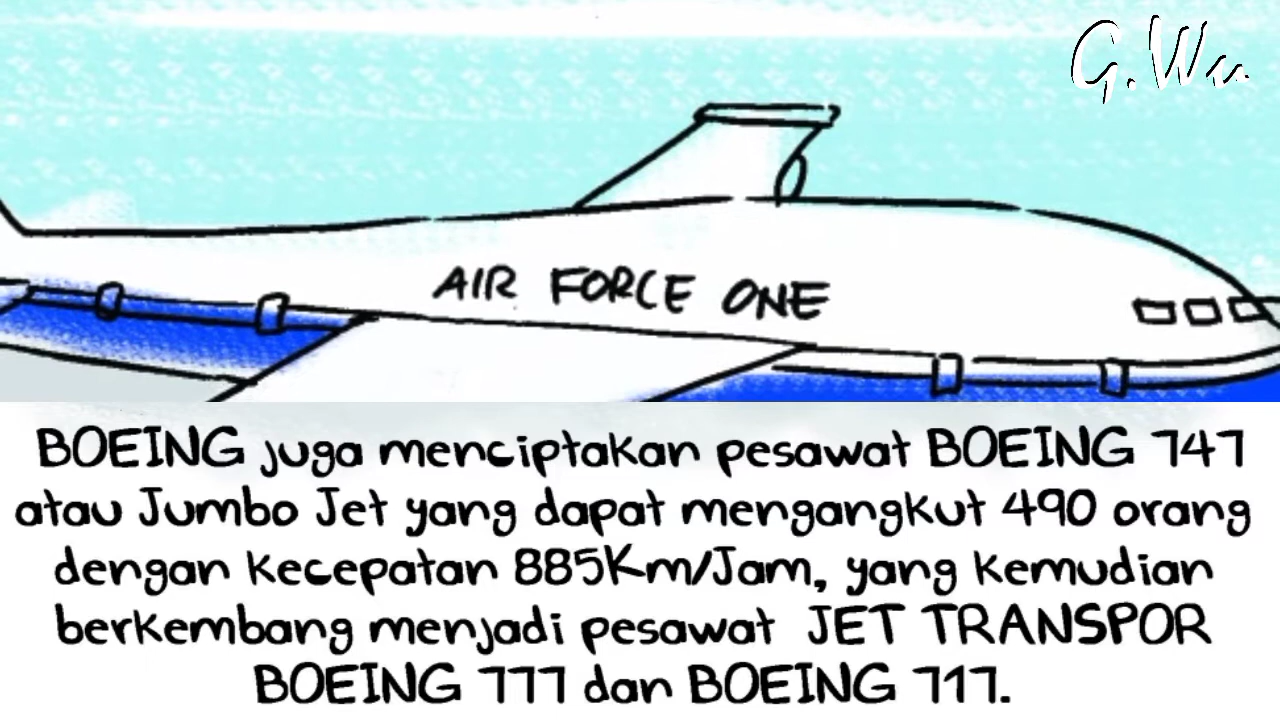 G. Wu
AIR FORCE ONE
BOEING juga menciptakan pesawat BOEING 747
atau Jumbo Jet yang dapat mengangkut 490 orang
dengan kecepatan 885Km/Jam, yang kemudian
berkembang menjadi pesawat JET TRANSPOR
BOEING 777 dan BOEING 717.